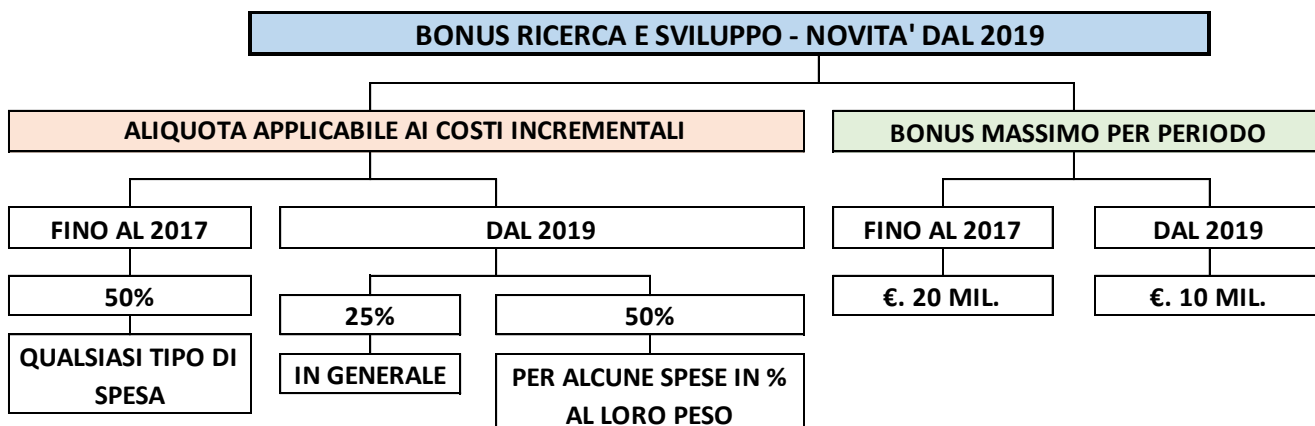 BONUS RICERCA E SVILUPPO - NOVITA' DAL 2019
ALIQUOTA APPLICABILE AI COSTI INCREMENTALI
BONUS MASSIMO PER PERIODO
FINO AL 2017
DAL 2019
FINO AL 2017
DAL 2019
50%
25%
50%
€. 20 MIL.
€. 10 MIL.
QUALSIASI TIPO DI
SPESA
IN GENERALE
PER ALCUNE SPESE IN %
AL LORO PESO